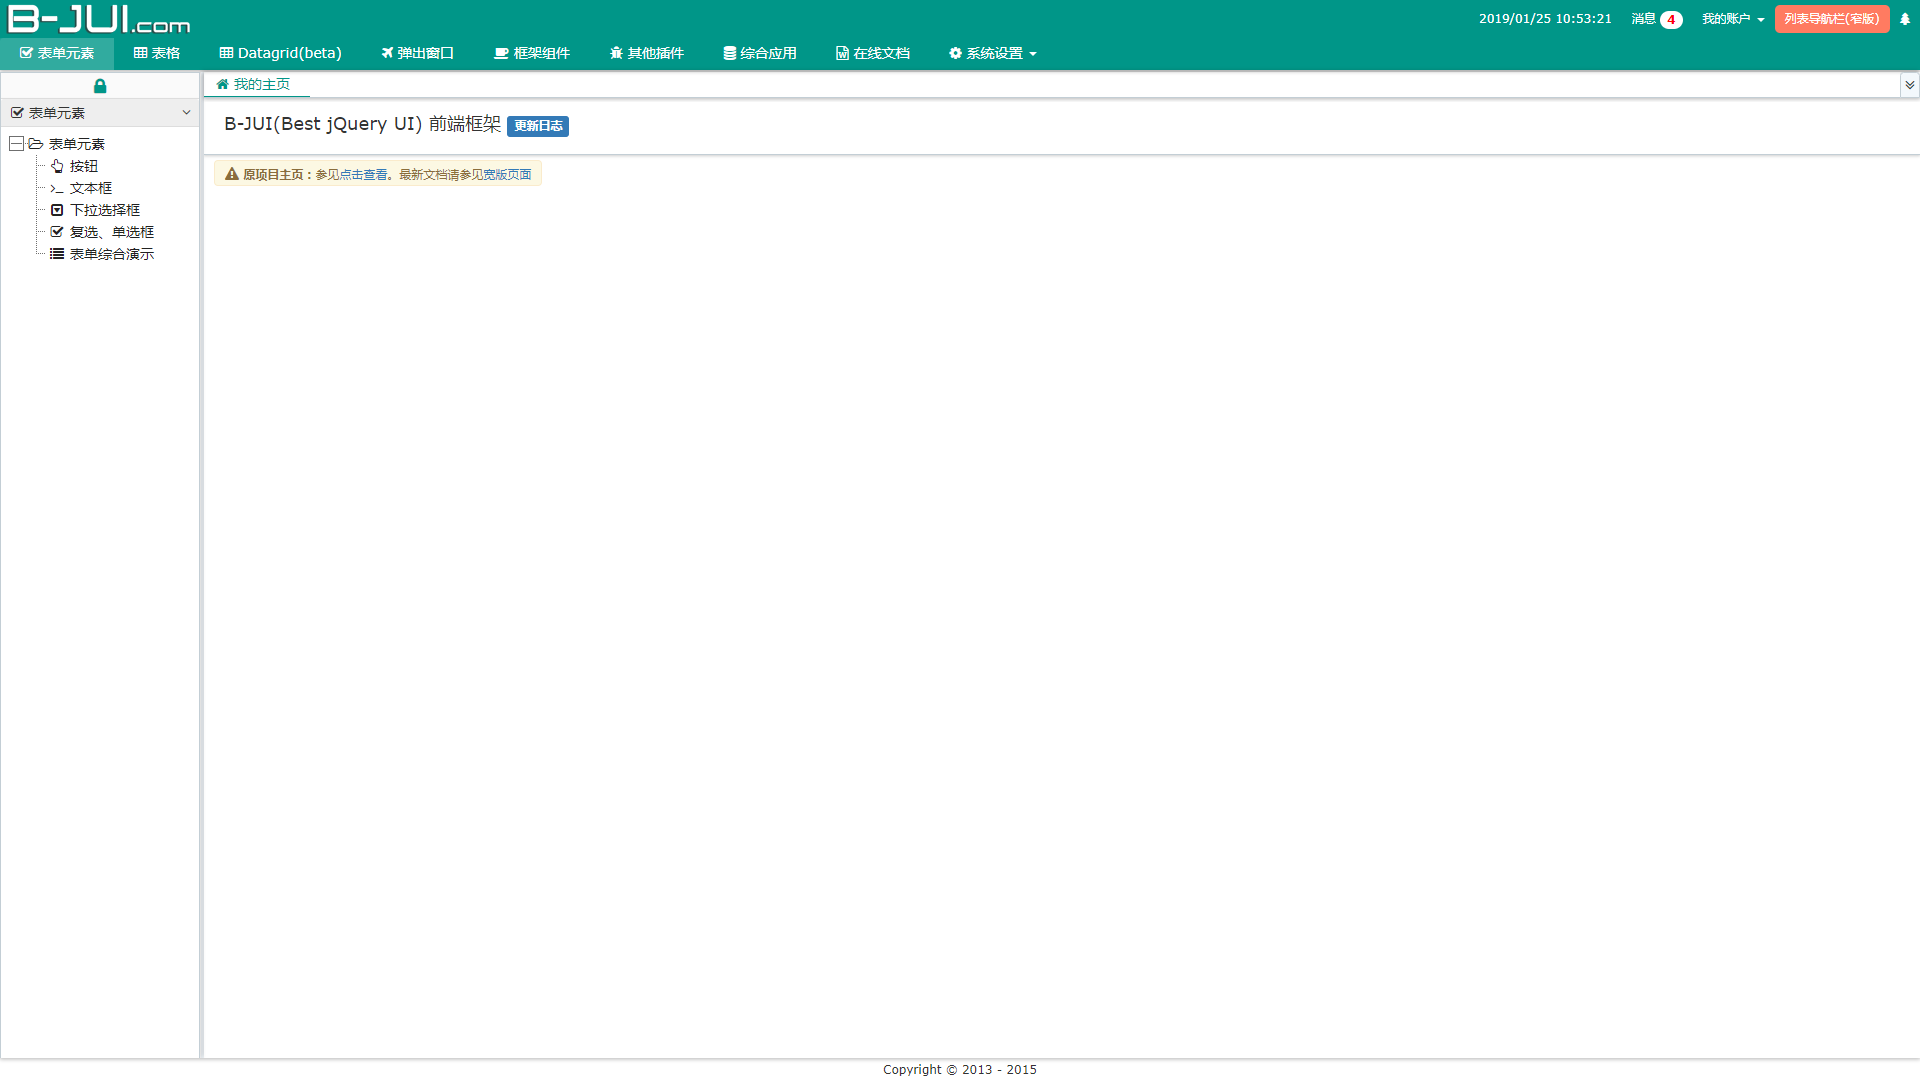 B-JUI.com
2019/01/25 10:53:21 消息 4 我的账户 列表导航栏(窄版)
表单元素 表格 Datagrid(beta) 弹出窗口 框架组件 其他插件 综合应用 在线文档 系统设置
我的主页
表单元素
B-JUI(Best jQuery UI) 前端框架 更新日志
表单元素
按钮
文本框
下拉选择框
复选、单选框
表单综合演示
原项目主页：参见点击查看。最新文档请参见宽版页面
Copyright © 2013 - 2015